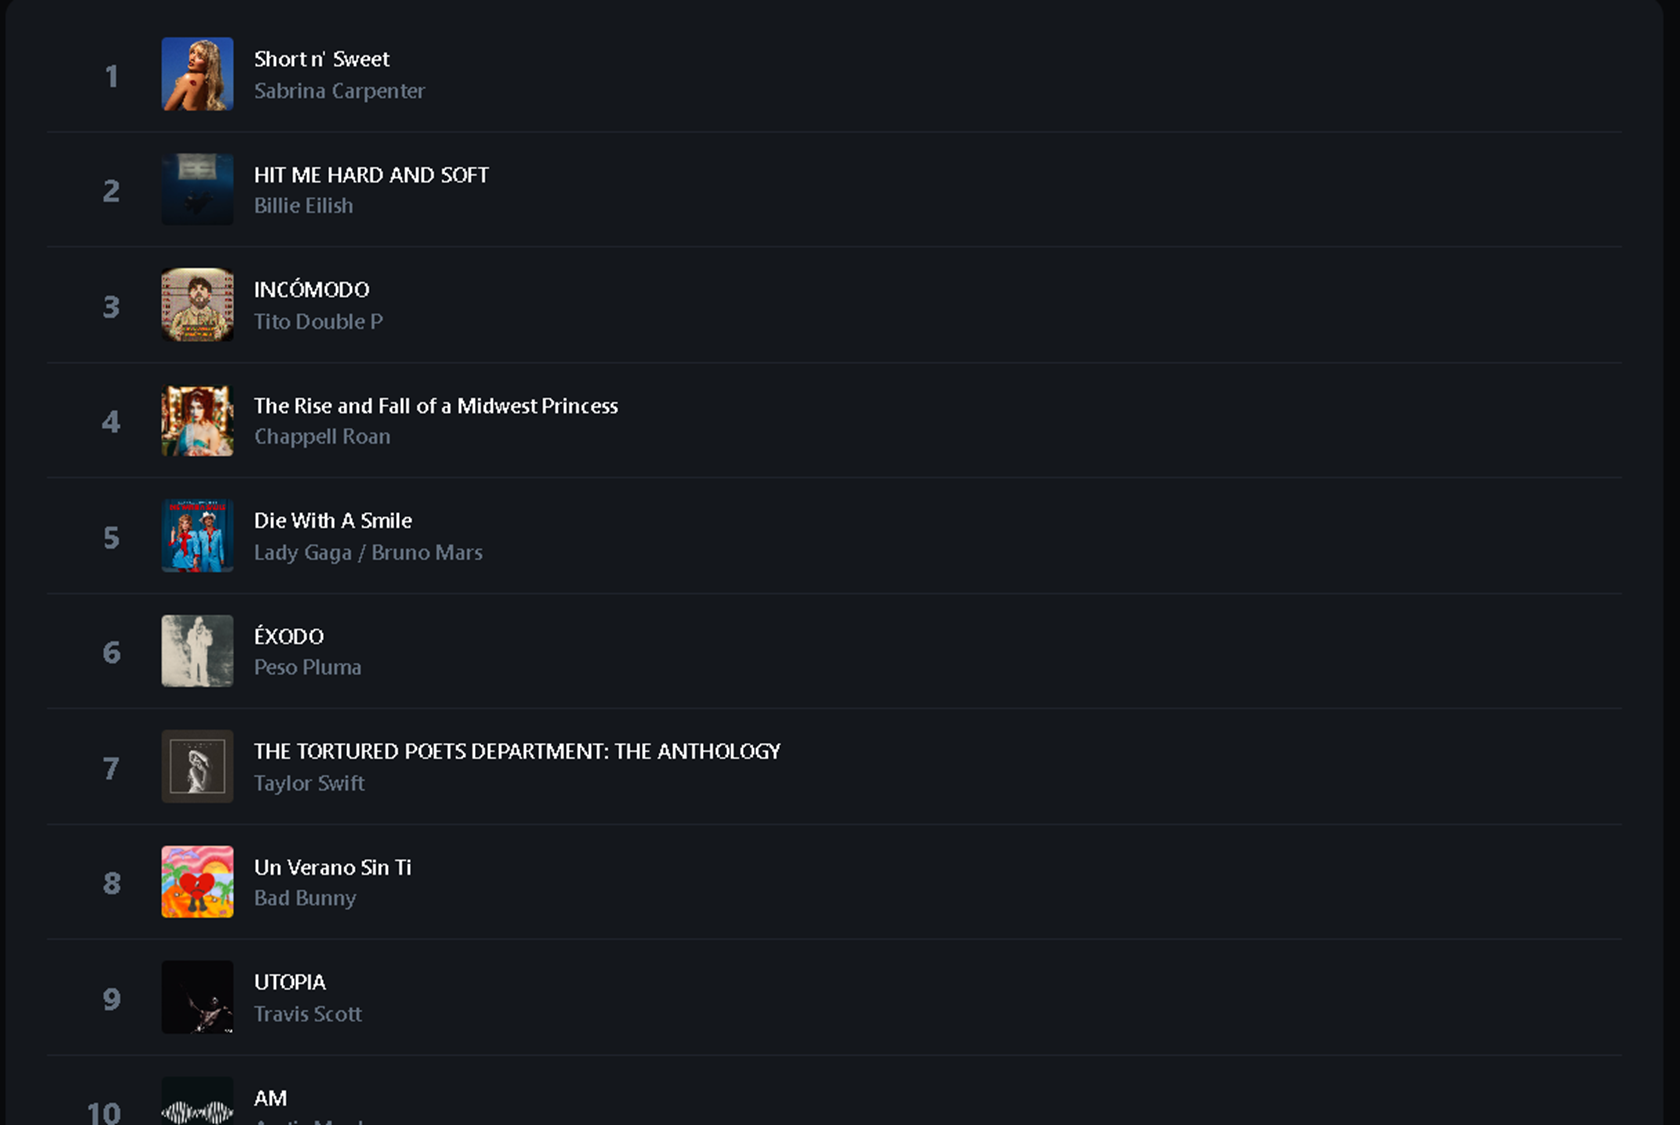 1
Short n' Sweet
Sabrina Carpenter
2
HIT ME HARD AND SOFT
Billie Eilish
3
INCÓMODO
Tito Double P
4
The Rise and Fall of a Midwest Princess
Chappell Roan
5
Die With A Smile
Lady Gaga / Bruno Mars
6
ÉXODO
Peso Pluma
7
THE TORTURED POETS DEPARTMENT: THE ANTHOLOGY
Taylor Swift
8
Un Verano Sin Ti
Bad Bunny
9
UTOPIA
Travis Scott
10
AM